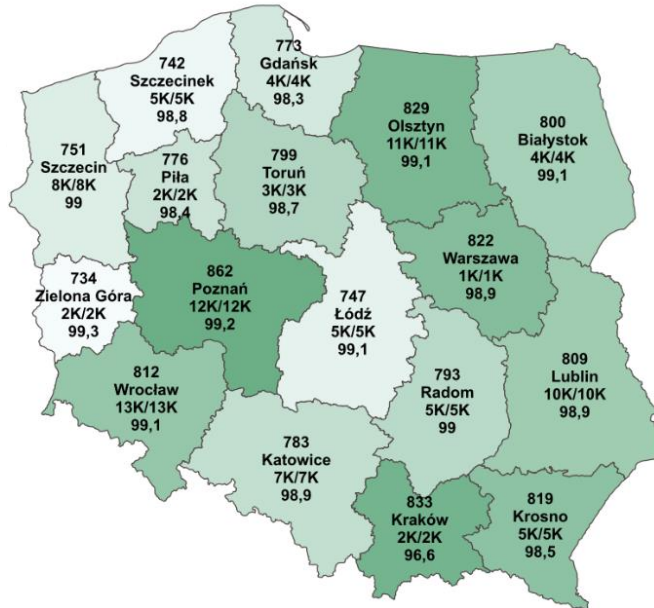 742
Szczecinek
5K/5K
98,8
773
Gdańsk
4K/4K
98,3
829
Olsztyn
11K/11K
99,1
800
Białystok
4K/4K
99,1
751
Szczecin
8K/8K
99
776
Piła
2K/2K
98,4
799
Toruń
3K/3K
98,7
822
Warszawa
1K/1K
98,9
734
Zielona Góra
2K/2K
99,3
862
Poznań
12K/12K
99,2
747
Łódź
5K/5K
99,1
812
Wrocław
13K/13K
99,1
793
Radom
5K/5K
99
809
Lublin
10K/10K
98,9
783
Katowice
7K/7K
98,9
833
Kraków
2K/2K
96,6
819
Krosno
5K/5K
98,5